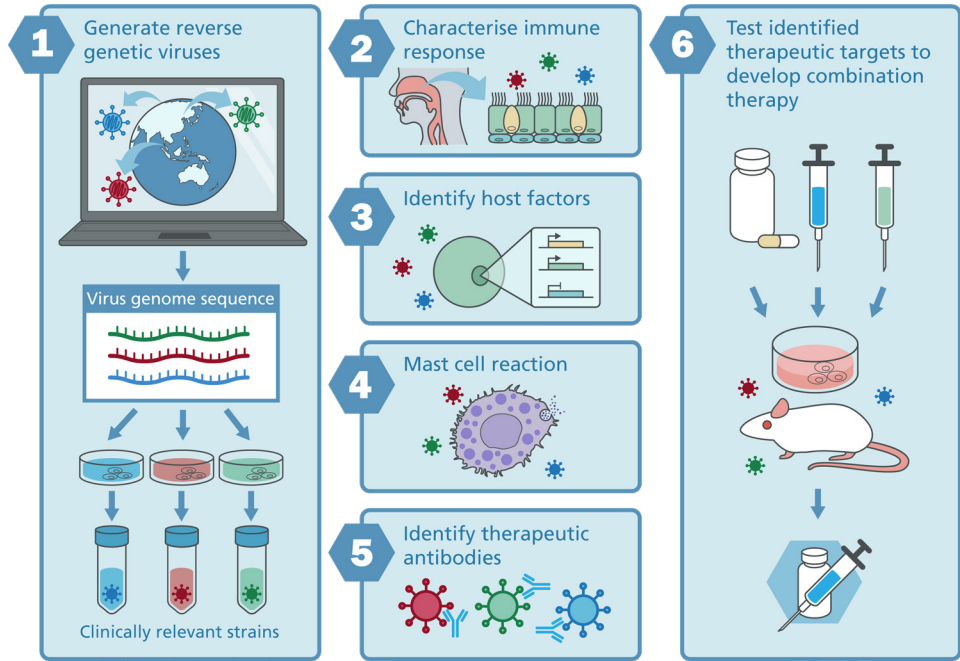 1
Generate reverse
genetic viruses
Virus genome sequence
Clinically relevant strains
2
Characterise immune
response
3
Identify host factors
4
Mast cell reaction
5
Identify therapeutic
antibodies
6
Test identified
therapeutic targets to
develop combination
therapy